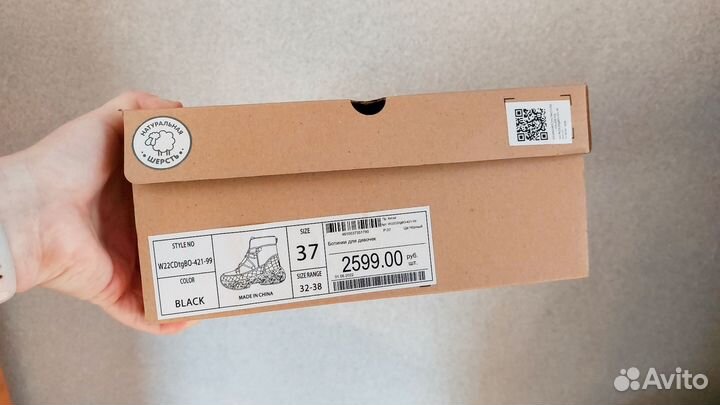 НАТУРАЛЬНАЯ
ШЕРСТЬ
STYLE NO
W22CDtgBO-421-99
COLOR
BLACK
MADE IN CHINA
SIZE
37
SIZE RANGE
32-38
Ботинки для девочек
2599.00 руб.
шт.
Avito